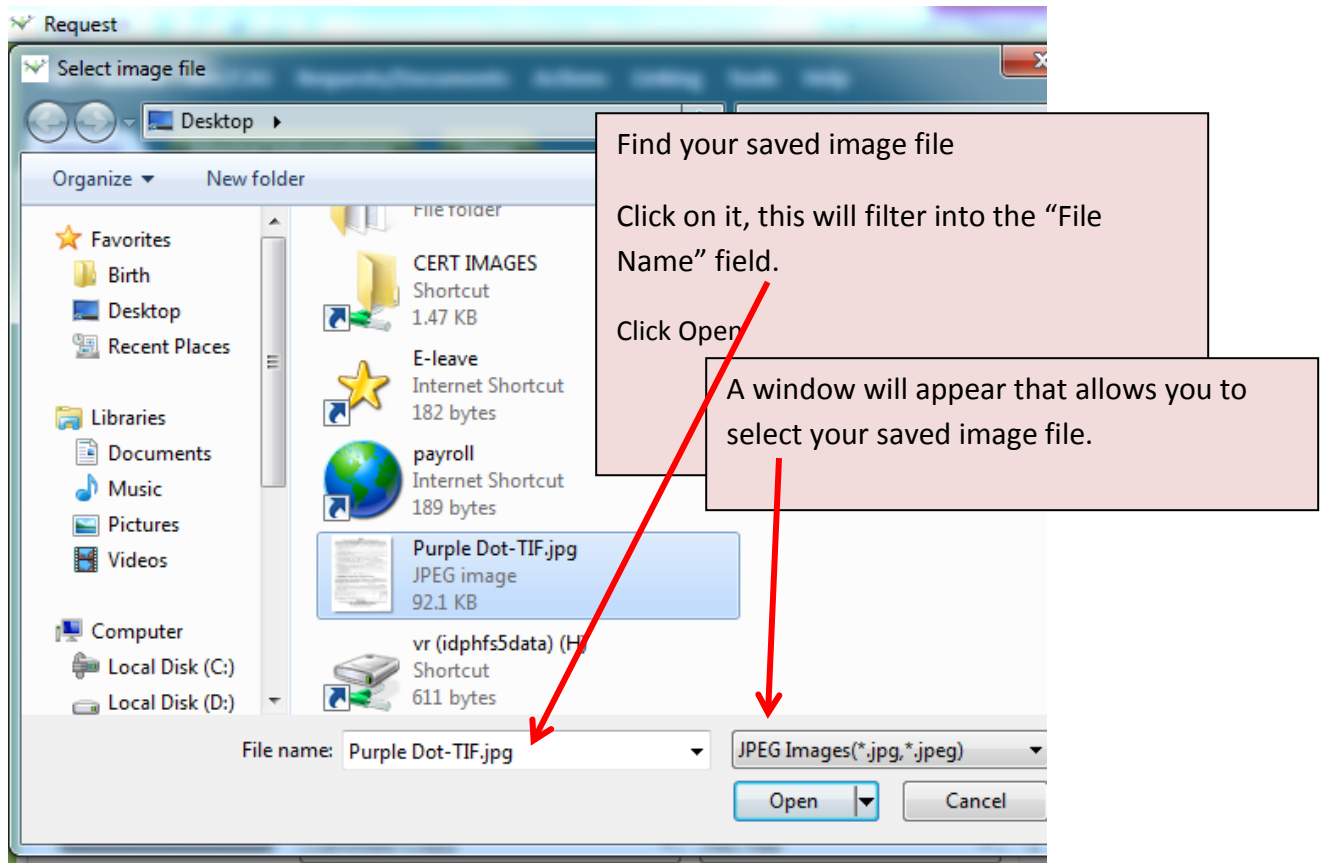 Request
Select image file
Desktop
Organize
New folder
Favorites
Birth
Desktop
Recent Places
Libraries
Documents
Music
Pictures
Videos
Computer
Local Disk (C:)
Local Disk (D:)
File folder
CERT IMAGES
Shortcut
1.47 KB
E-leave
Internet Shortcut
182 bytes
payroll
Internet Shortcut
189 bytes
Purple Dot-TIF.jpg
JPEG image
92.1 KB
vr (idphfs5data) (H)
Shortcut
611 bytes
Find your saved image file
Click on it, this will filter into the “File
Name” field.
Click Open
A window will appear that allows you to
select your saved image file.
File name: Purple Dot-TIF.jpg
JPEG Images(*.jpg,*.jpeg)
Open
Cancel